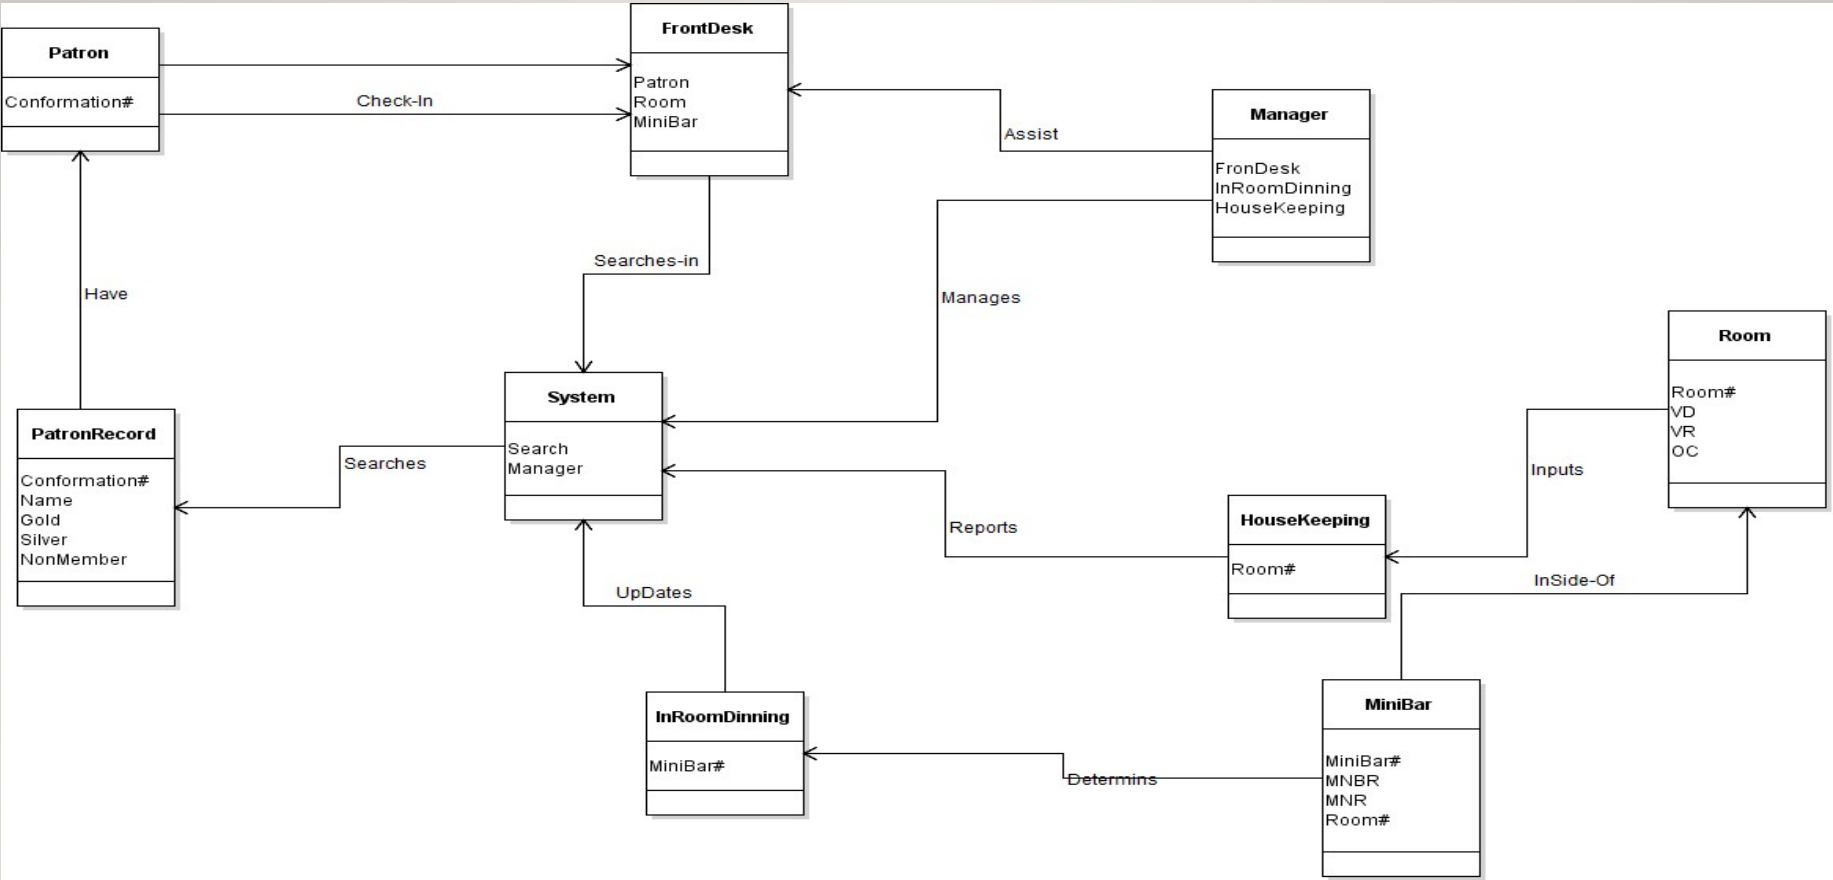 Patron
Conformation#
FrontDesk
Patron
Room
MiniBar
Check-In
Assist
Manager
FronDesk
InRoomDinning
HouseKeeping
Searches-in
Have
Manages
Room
Room#
VD
VR
OC
System
Search
Manager
PatronRecord
Conformation#
Name
Gold
Silver
NonMember
Searches
Inputs
Reports
HouseKeeping
Room#
InSide-Of
UpDates
InRoomDinning
MiniBar#
Determins
MiniBar
MiniBar#
MNBR
MNR
Room#